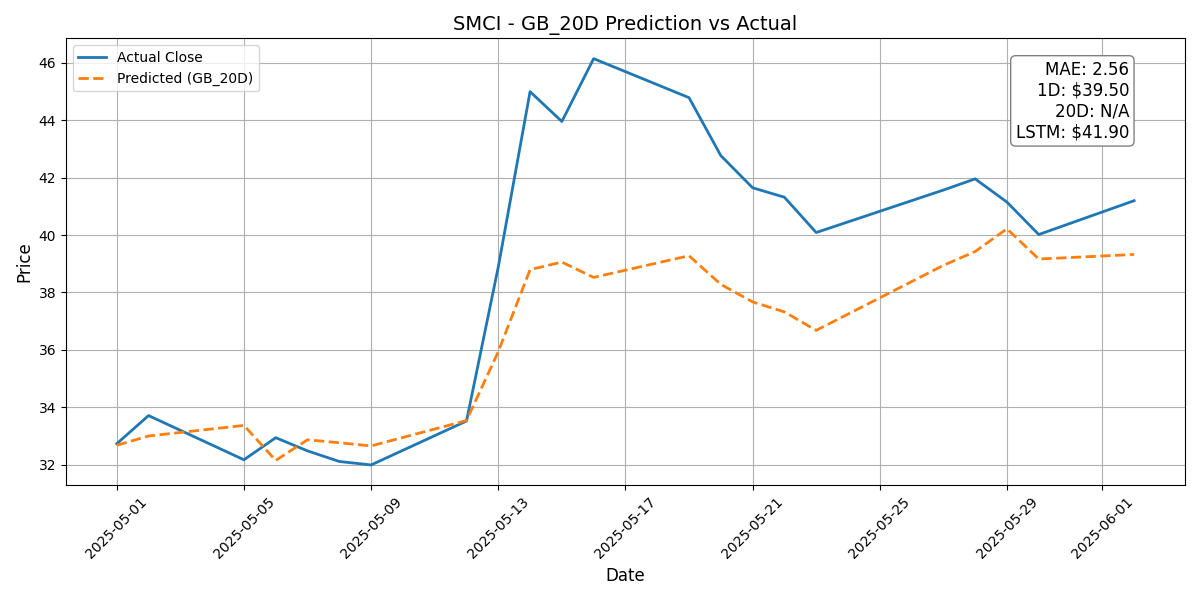 SMCI - GB_20D Prediction vs Actual
Actual Close
Predicted (GB_20D)
MAE: 2.56
1D: $39.50
20D: N/A
LSTM: $41.90
Price
46
44
42
40
38
36
34
32
2025-05-01
2025-05-05
2025-05-09
2025-05-13
2025-05-17
2025-05-21
2025-05-25
2025-05-29
2025-06-01
Date